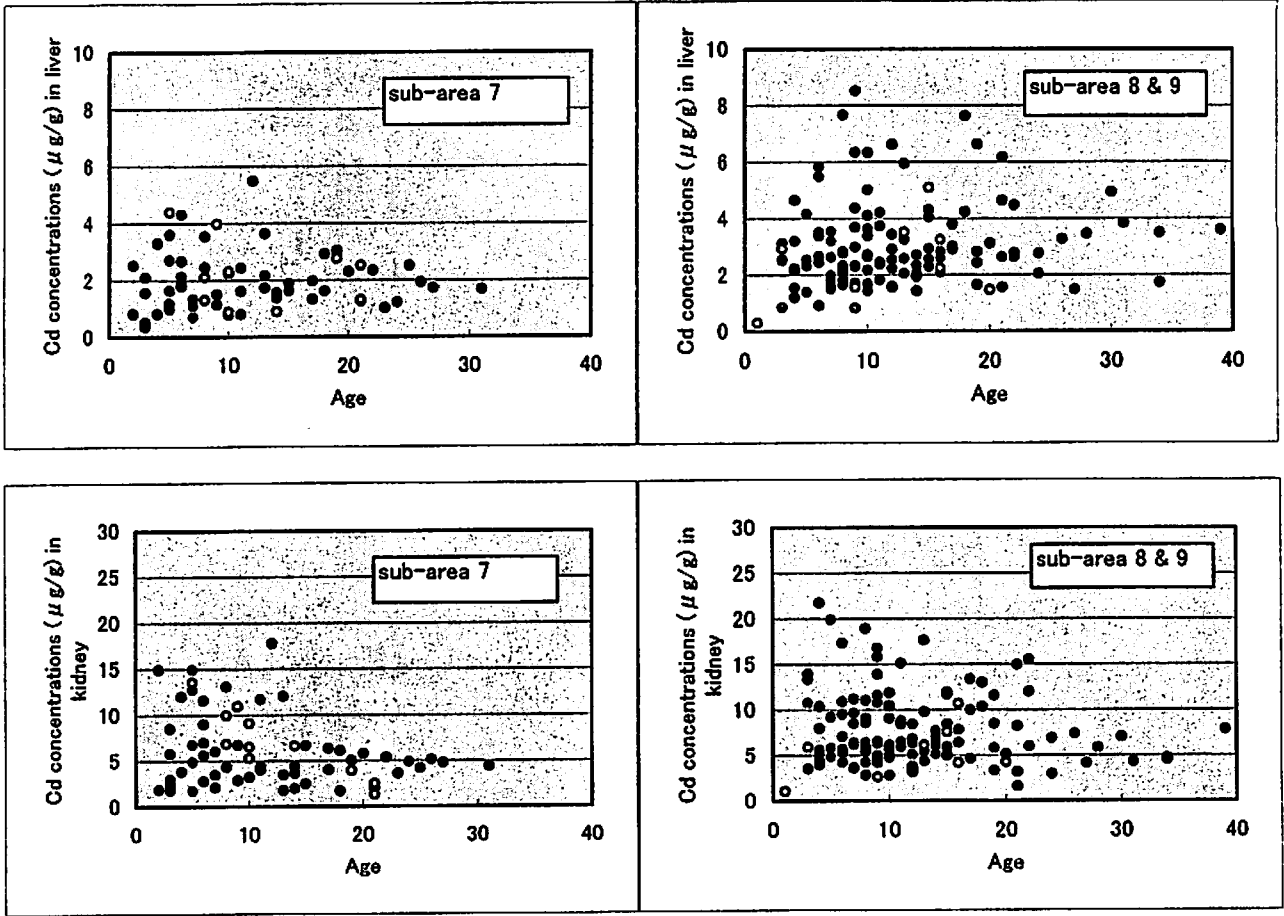 Cd concentrations (μg/g) in liver
10
8
6
4
2
0
sub-area 7
0 10 20 30 40
Age
Cd concentrations (μg/g) in liver
10
8
6
4
2
0
sub-area 8 & 9
0 10 20 30 40
Age
Cd concentrations (μg/g) in
kidney
30
25
20
15
10
5
0
sub-area 7
0 10 20 30 40
Age
Cd concentrations (μg/g) in
kidney
30
25
20
15
10
5
0
sub-area 8 & 9
0 10 20 30 40
Age